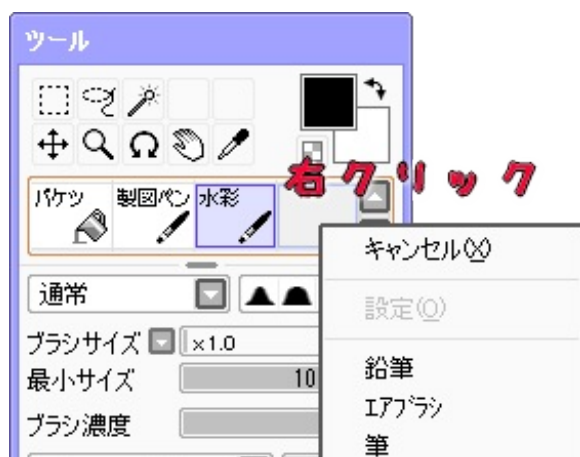 ツール
右クリック
バケツ 製図ペン 水彩
キャンセル(X)
通常
設定(O)
ブラシサイズ ×1.0
最小サイズ 10
鉛筆
エアブラシ
ブラシ濃度
筆